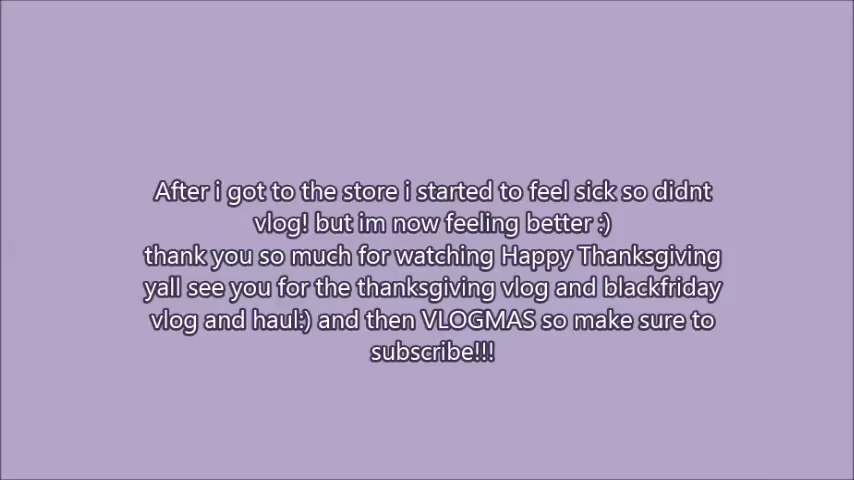 After i got to the store i started to feel sick so didnt
vlog! but im now feeling better :)
thank you so much for watching Happy Thanksgiving
yall see you for the thanksgiving vlog and blackfriday
vlog and haul:) and then VLOGMAS so make sure to
subscribe!!!